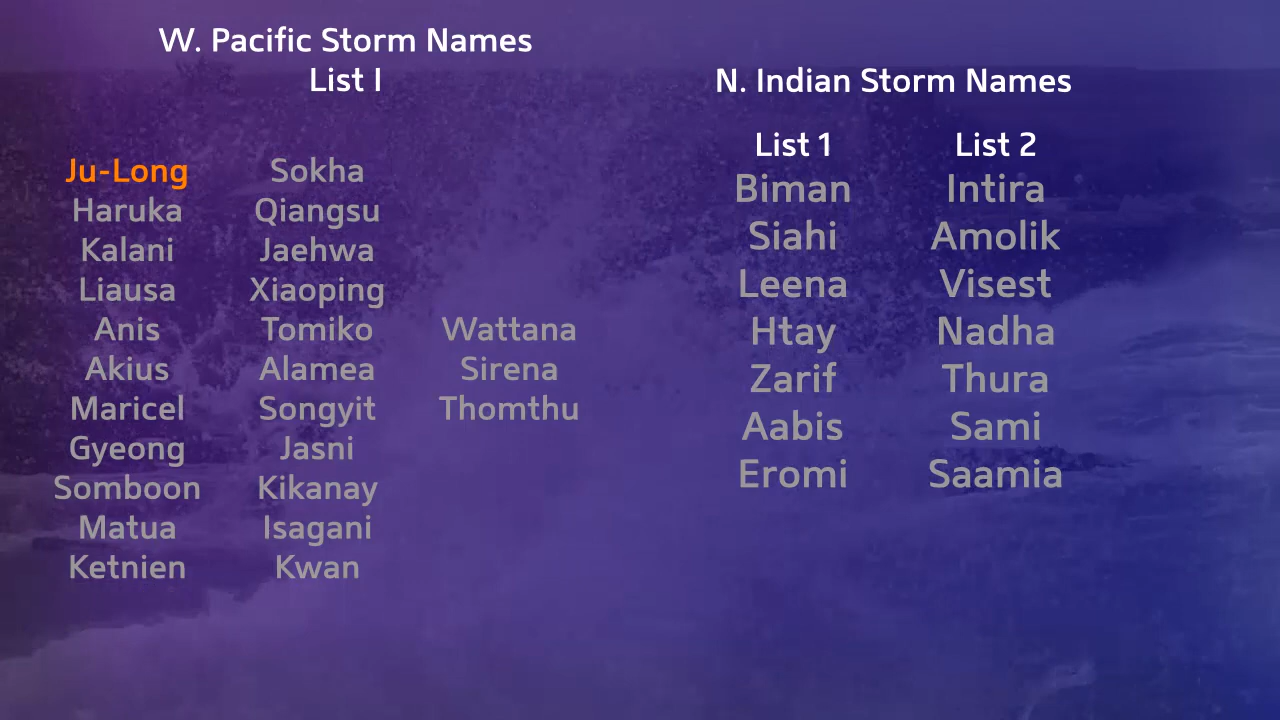 W. Pacific Storm Names
List I
Ju-Long
Haruka
Kalani
Liausa
Anis
Akius
Maricel
Gyeong
Somboon
Matua
Ketnien
Sokha
Qiangsu
Jaehwa
Xiaoping
Tomiko
Alamea
Songyit
Jasni
Kikanay
Isagani
Kwan
Wattana
Sirena
Thomthu
N. Indian Storm Names
List 1
Biman
Siahi
Leena
Htay
Zarif
Aabis
Eromi
List 2
Intira
Amolik
Visest
Nadha
Thura
Sami
Saamia